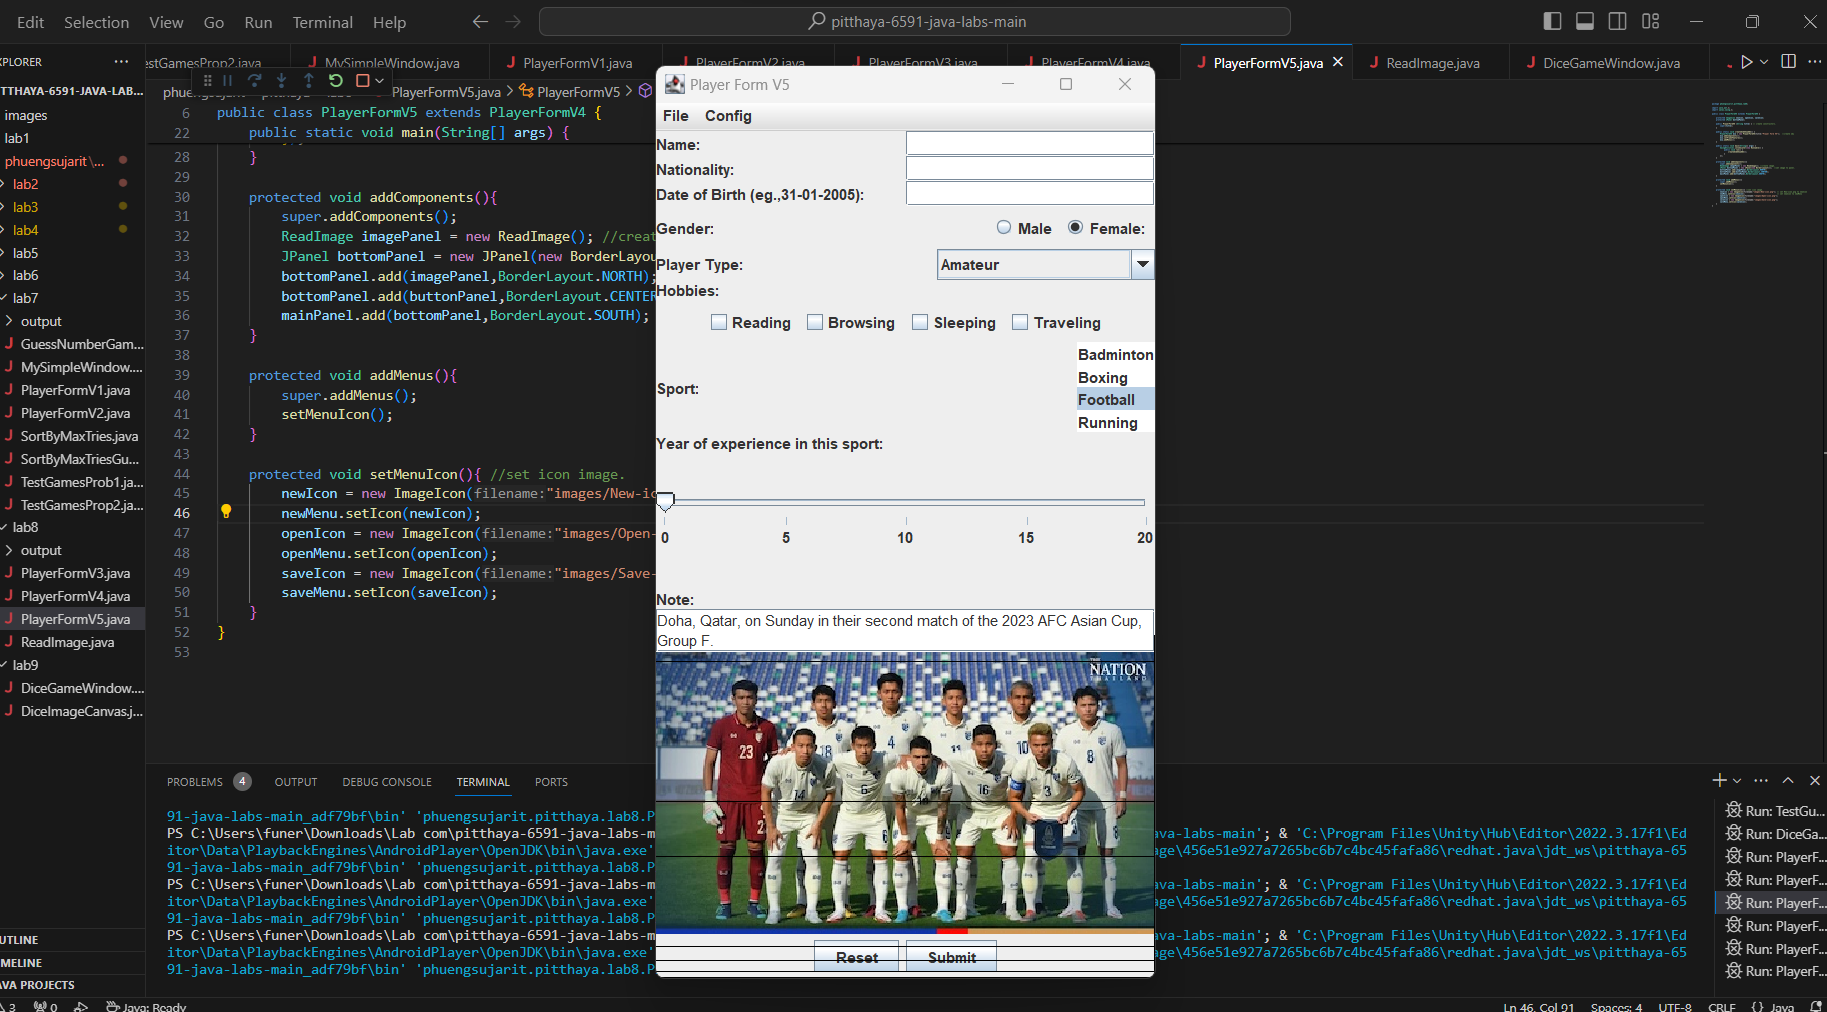 Edit Selection View Go Run Terminal Help
pitthaya-6591-java-labs-main
XPLORER
TTHAYA-6591-JAVA-LAB...
images
lab1
phuengsujarit\...
lab2
lab3
lab4
lab5
lab6
lab7
output
GuessNumberGam...
MySimpleWindow....
PlayerFormV1.java
PlayerFormV2.java
SortByMaxTries.java
SortByMaxTriesGu...
TestGamesProb1.ja...
TestGamesProp2.ja...
lab8
output
PlayerFormV3.java
PlayerFormV4.java
PlayerFormV5.java
ReadImage.java
lab9
DiceGameWindow....
DiceImageCanvas.j...
UTLINE
MELINE
AVA PROJECTS
estGamesProp2.java MySimpleWindow.java PlayerFormV1.java PlayerFormV2.java PlayerFormV3.java PlayerFormV4.java PlayerFormV5.java ReadImage.java DiceGameWindow.java
PlayerFormV5.java > PlayerFormV5 >
6 public class PlayerFormV5 extends PlayerFormV4 {
22 public static void main(String[] args) {
28 }
29
30 protected void addComponents(){
31 super.addComponents();
32 ReadImage imagePanel = new ReadImage(); //creat
33 JPanel bottomPanel = new JPanel(new BorderLayou
34 bottomPanel.add(imagePanel,BorderLayout.NORTH);
35 bottomPanel.add(buttonPanel,BorderLayout.CENTER
36 mainPanel.add(bottomPanel,BorderLayout.SOUTH);
37 }
38
39 protected void addMenus(){
40 super.addMenus();
41 setMenuIcon();
42 }
43
44 protected void setMenuIcon(){ //set icon image.
45 newIcon = new ImageIcon(filename:"images/New-ic
46 newMenu.setIcon(newIcon);
47 openIcon = new ImageIcon(filename:"images/Open-
48 openMenu.setIcon(openIcon);
49 saveIcon = new ImageIcon(filename:"images/Save-
50 saveMenu.setIcon(saveIcon);
51 }
52 }
53
Player Form V5
File Config
Name:
Nationality:
Date of Birth (eg.,31-01-2005):
Gender: Male Female:
Player Type: Amateur
Hobbies:
Reading Browsing Sleeping Traveling
Badminton
Boxing
Sport:
Football
Running
Year of experience in this sport:
0 5 10 15 20
Note:
Doha, Qatar, on Sunday in their second match of the 2023 AFC Asian Cup,
Group F.
THE NATION
THAILAND
23 18 4 11 10 8
14 6 16 3
Reset Submit
PROBLEMS 4 OUTPUT DEBUG CONSOLE TERMINAL PORTS
91-java-labs-main_adf79bf\bin' 'phuengsujarit.pitthaya.lab8.P
PS C:\Users\funer\Downloads\Lab com\pitthaya-6591-java-labs-m ava-labs-main'; & 'C:\Program Files\Unity\Hub\Editor\2022.3.17f1\Ed
itor\Data\PlaybackEngines\AndroidPlayer\OpenJDK\bin\java.exe' age\456e51e927a7265bc6b7c4bc45fafa86\redhat.java\jdt_ws\pitthaya-65
91-java-labs-main_adf79bf\bin' 'phuengsujarit.pitthaya.lab8.P
PS C:\Users\funer\Downloads\Lab com\pitthaya-6591-java-labs-m ava-labs-main'; & 'C:\Program Files\Unity\Hub\Editor\2022.3.17f1\Ed
itor\Data\PlaybackEngines\AndroidPlayer\OpenJDK\bin\java.exe' age\456e51e927a7265bc6b7c4bc45fafa86\redhat.java\jdt_ws\pitthaya-65
91-java-labs-main_adf79bf\bin' 'phuengsujarit.pitthaya.lab8.P
PS C:\Users\funer\Downloads\Lab com\pitthaya-6591-java-labs-m ava-labs-main'; & 'C:\Program Files\Unity\Hub\Editor\2022.3.17f1\Ed
itor\Data\PlaybackEngines\AndroidPlayer\OpenJDK\bin\java.exe' age\456e51e927a7265bc6b7c4bc45fafa86\redhat.java\jdt_ws\pitthaya-65
91-java-labs-main_adf79bf\bin' 'phuengsujarit.pitthaya.lab8.P
Run: TestGu...
Run: DiceGa...
Run: PlayerF...
Run: PlayerF...
Run: PlayerF...
Run: PlayerF...
Run: PlayerF...
Run: PlayerF...
3 0 Java: Ready Ln 46, Col 91 Spaces: 4 UTF-8 CRLF {} Java